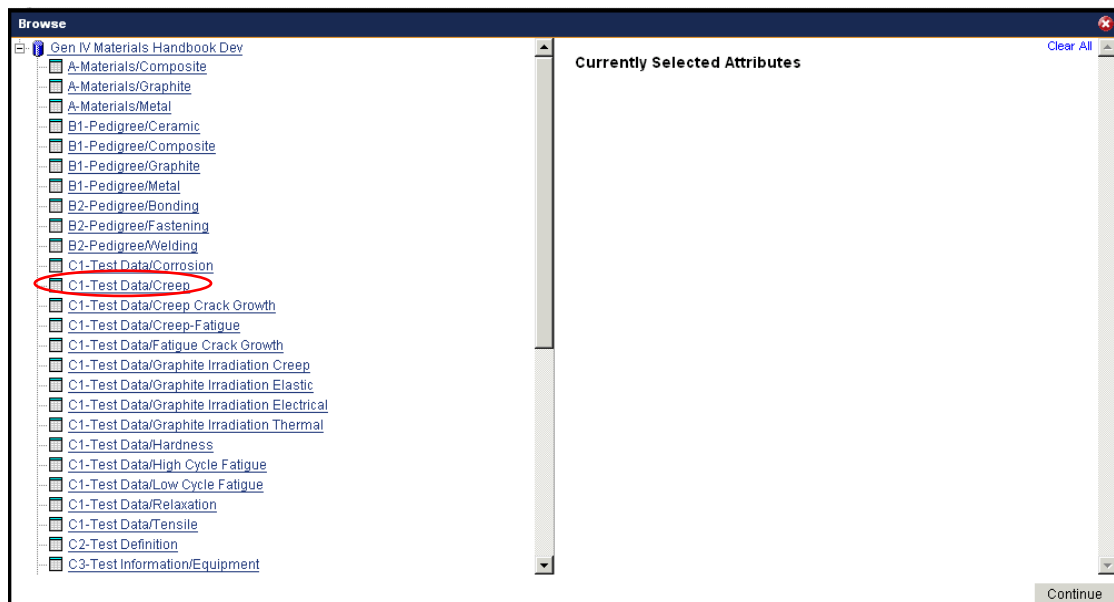 Browse
Gen IV Materials Handbook Dev
A-Materials/Composite
A-Materials/Graphite
A-Materials/Metal
B1-Pedigree/Ceramic
B1-Pedigree/Composite
B1-Pedigree/Graphite
B1-Pedigree/Metal
B2-Pedigree/Bonding
B2-Pedigree/Fastening
B2-Pedigree/Welding
C1-Test Data/Corrosion
C1-Test Data/Creep
C1-Test Data/Creep Crack Growth
C1-Test Data/Creep-Fatigue
C1-Test Data/Fatigue Crack Growth
C1-Test Data/Graphite Irradiation Creep
C1-Test Data/Graphite Irradiation Elastic
C1-Test Data/Graphite Irradiation Electrical
C1-Test Data/Graphite Irradiation Thermal
C1-Test Data/Hardness
C1-Test Data/High Cycle Fatigue
C1-Test Data/Low Cycle Fatigue
C1-Test Data/Relaxation
C1-Test Data/Tensile
C2-Test Definition
C3-Test Information/Equipment
Clear All
Currently Selected Attributes
Continue